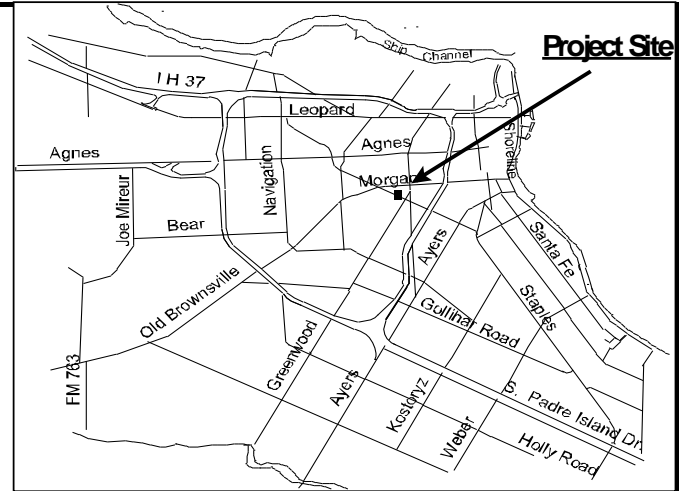 Project Site
Ship Channel
I H 37
Leopard
Shoreline
Agnes
Agnes
Morgan
Navigation
Joe Mireur
Bear
Ayers
Santa Fe
Staples
Old Brownsville
Gollihar Road
Greenwood
FM 763
Ayers
Kostoryz
Weber
S. Padre Island Dr.
Holly Road